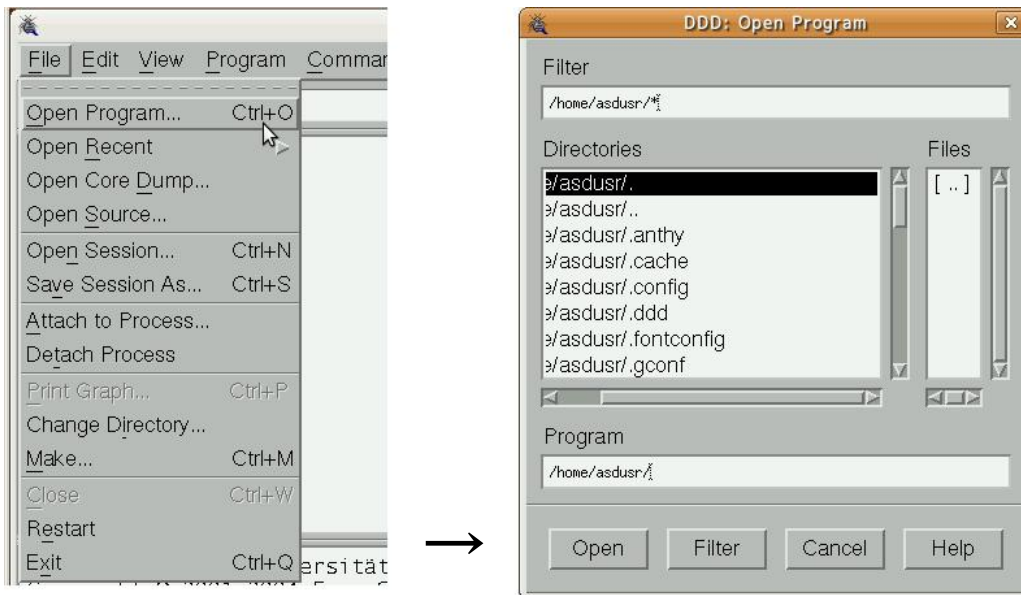 File Edit View Program Commar
Open Program... Ctrl+O
Open Recent
Open Core Dump...
Open Source...
Open Session... Ctrl+N
Save Session As... Ctrl+S
Attach to Process...
Detach Process
Print Graph... Ctrl+P
Change Directory...
Make... Ctrl+M
Close Ctrl+W
Restart
Exit Ctrl+Q
ersität
DDD: Open Program
Filter
/home/asdusr/*
Directories
e/asdusr/.
e/asdusr/..
e/asdusr/.anthy
e/asdusr/.cache
e/asdusr/.config
e/asdusr/.ddd
e/asdusr/.fontconfig
e/asdusr/.gconf
Files
[ .. ]
Program
/home/asdusr/
Open Filter Cancel Help